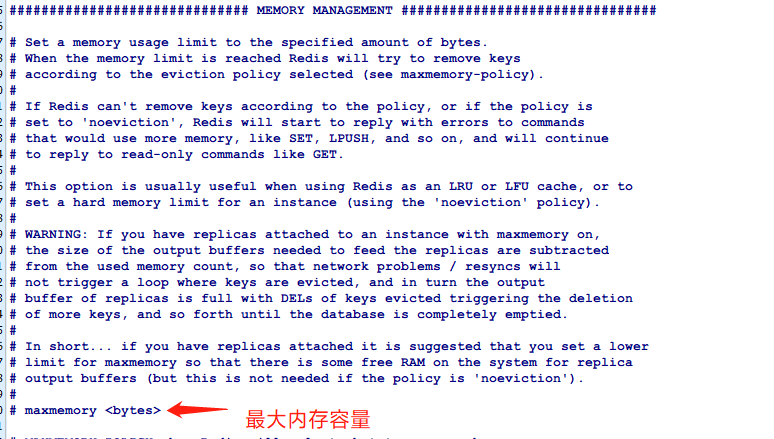 ############################## MEMORY MANAGEMENT ################################
# Set a memory usage limit to the specified amount of bytes.
# When the memory limit is reached Redis will try to remove keys
# according to the eviction policy selected (see maxmemory-policy).
#
# If Redis can't remove keys according to the policy, or if the policy is
# set to 'noeviction', Redis will start to reply with errors to commands
# that would use more memory, like SET, LPUSH, and so on, and will continue
# to reply to read-only commands like GET.
#
# This option is usually useful when using Redis as an LRU or LFU cache, or to
# set a hard memory limit for an instance (using the 'noeviction' policy).
#
# WARNING: If you have replicas attached to an instance with maxmemory on,
# the size of the output buffers needed to feed the replicas are subtracted
# from the used memory count, so that network problems / resyncs will
# not trigger a loop where keys are evicted, and in turn the output
# buffer of replicas is full with DELs of keys evicted triggering the deletion
# of more keys, and so forth until the database is completely emptied.
#
# In short... if you have replicas attached it is suggested that you set a lower
# limit for maxmemory so that there is some free RAM on the system for replica
# output buffers (but this is not needed if the policy is 'noeviction').
#
# maxmemory <bytes>
最大内存容量